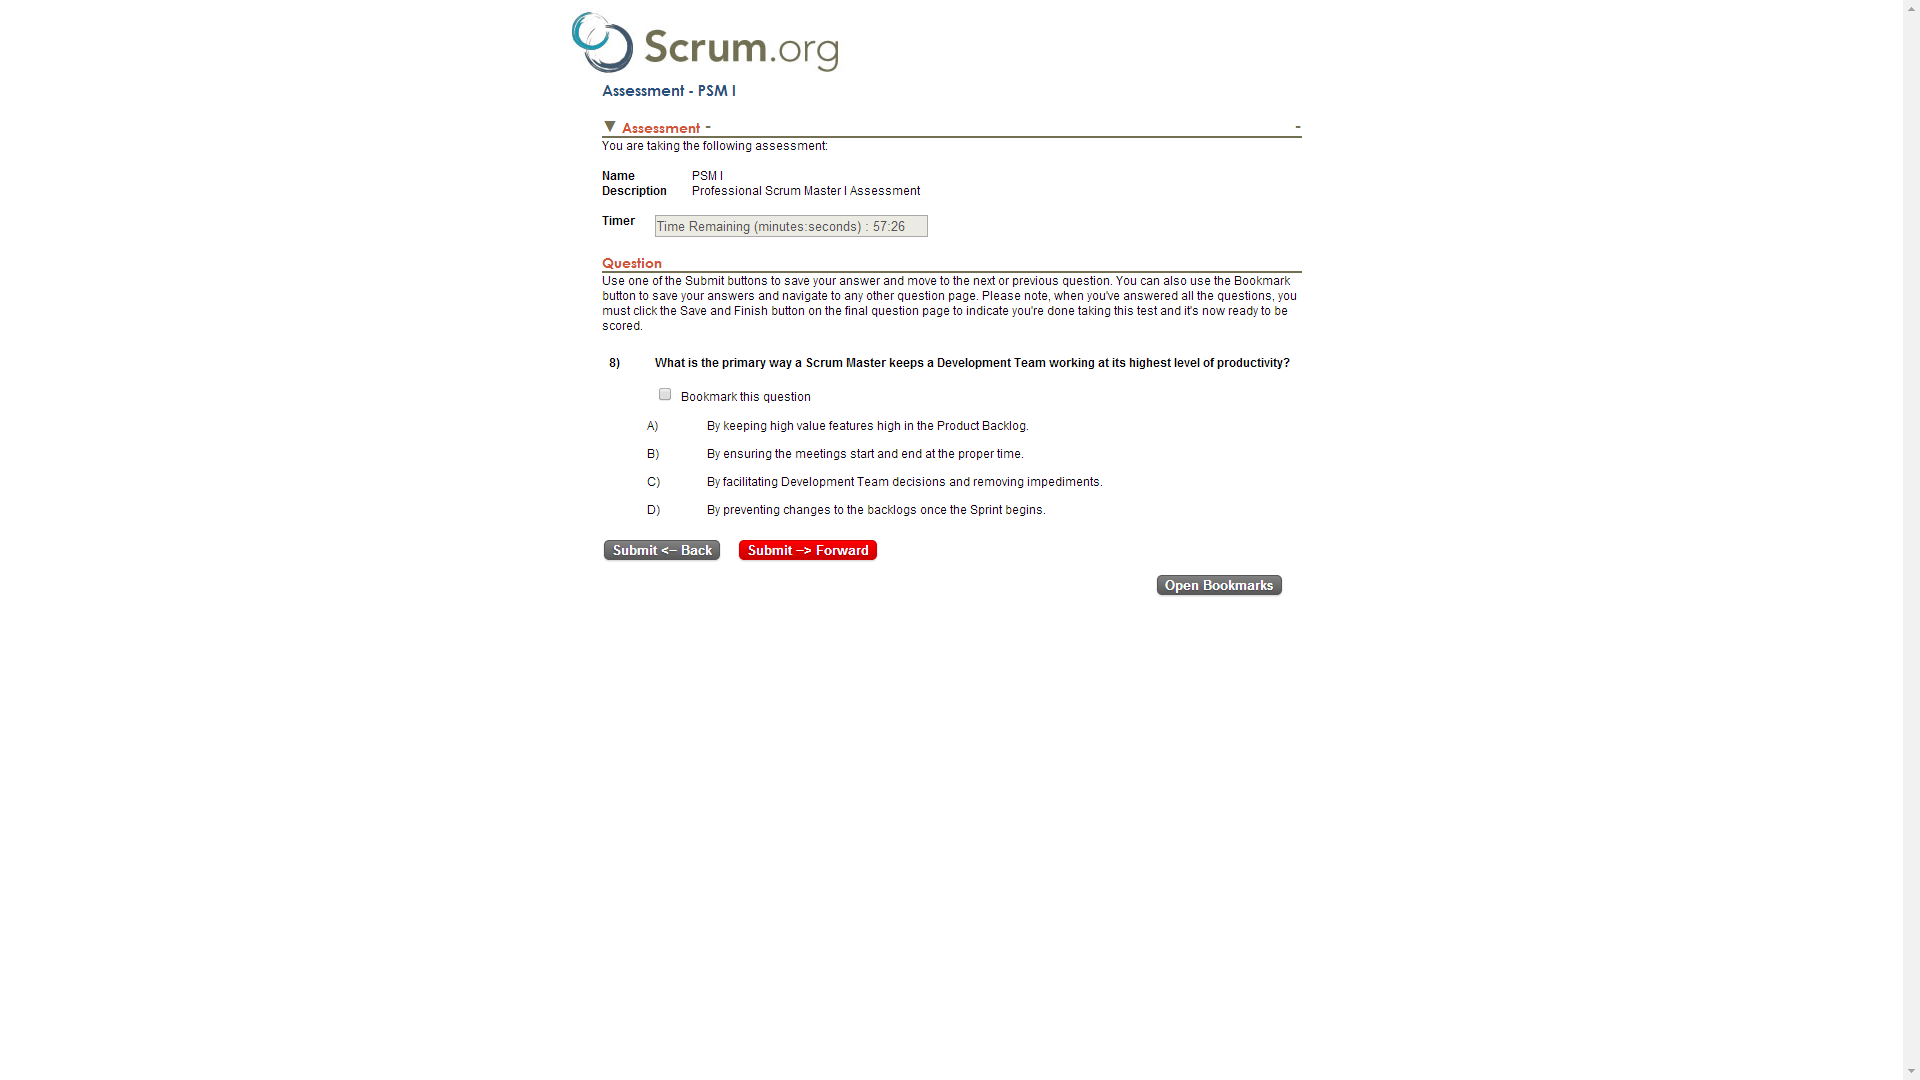 Scrum.org
Assessment - PSM I
▼ Assessment - -
You are taking the following assessment:
Name PSM I
Description Professional Scrum Master I Assessment
Timer Time Remaining (minutes:seconds) : 57:26
Question
Use one of the Submit buttons to save your answer and move to the next or previous question. You can also use the Bookmark
button to save your answers and navigate to any other question page. Please note, when you've answered all the questions, you
must click the Save and Finish button on the final question page to indicate you're done taking this test and it's now ready to be
scored.
8) What is the primary way a Scrum Master keeps a Development Team working at its highest level of productivity?
Bookmark this question
A) By keeping high value features high in the Product Backlog.
B) By ensuring the meetings start and end at the proper time.
C) By facilitating Development Team decisions and removing impediments.
D) By preventing changes to the backlogs once the Sprint begins.
Submit <-- Back Submit --> Forward
Open Bookmarks